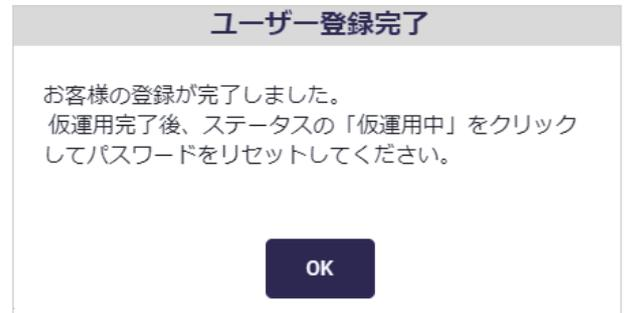 ユーザー登録完了
お客様の登録が完了しました。
仮運用完了後、ステータスの「仮運用中」をクリック
してパスワードをリセットしてください。
OK